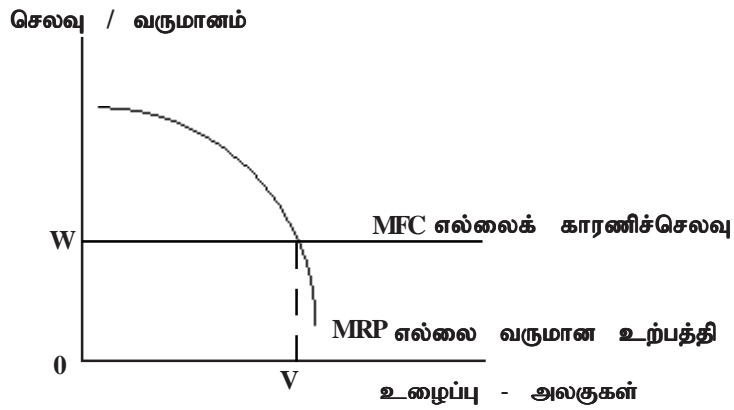 செலவு / வருமானம்
W
MFC எல்லைக் காரணிச்செலவு
MRP எல்லை வருமான உற்பத்தி
0
V
உழைப்பு - அலகுகள்